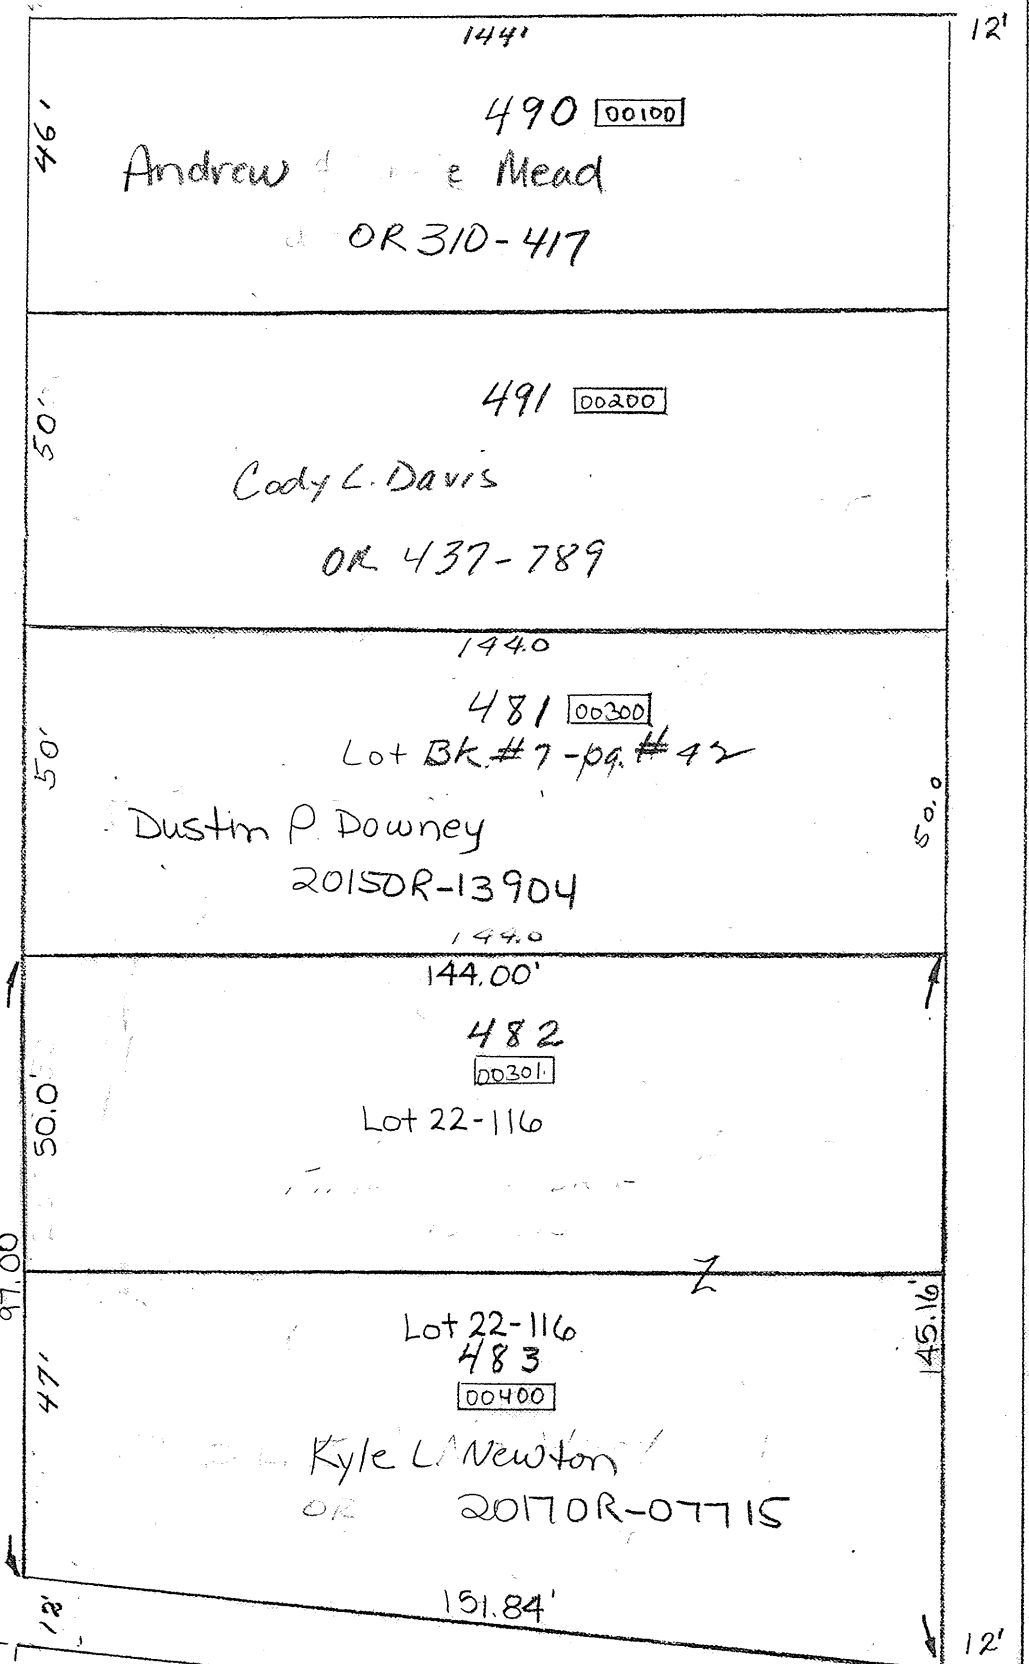 144'
12'
46'
490 00100
Andrew Mead
OR 310-417
50'
491 00200
Cody L. Davis
OR 437-789
144.0
50'
481 00300
Lot Bk.#7-pg.#42
50.0
Dustin P. Downey
2015OR-13904
144.0
144.00'
482
00301
50.0'
Lot 22-116
97.00
145.16'
Lot 22-116
483
47'
00400
Kyle L. Newton
OR 2017OR-07715
151.84'
12'
12'